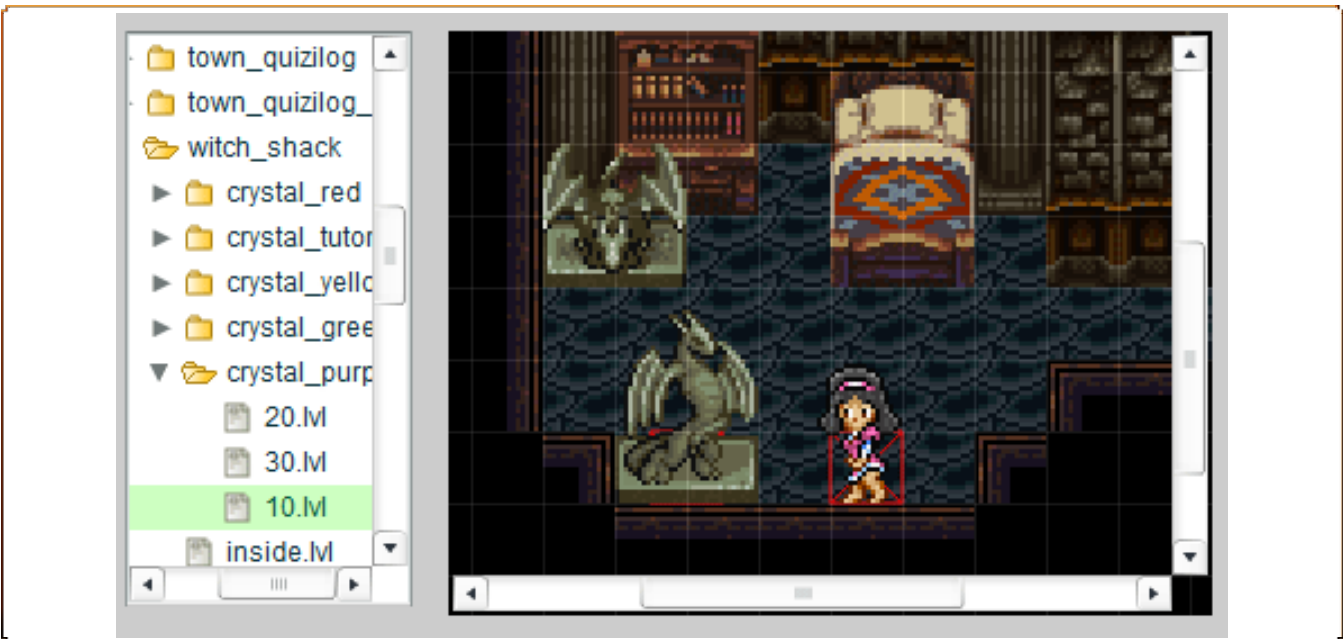 town_quizilog
town_quizilog_
witch_shack
crystal_red
crystal_tutor
crystal_yello
crystal_gree
crystal_purp
20.lvl
30.lvl
10.lvl
inside.lvl